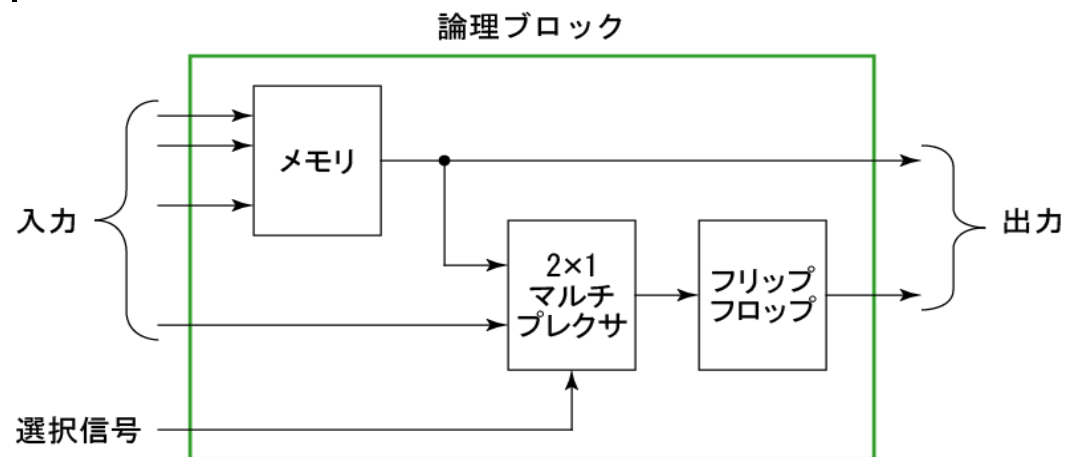 論理ブロック
メモリ
入力
2×1
マルチ
プレクサ
フリップ
フロップ
出力
選択信号